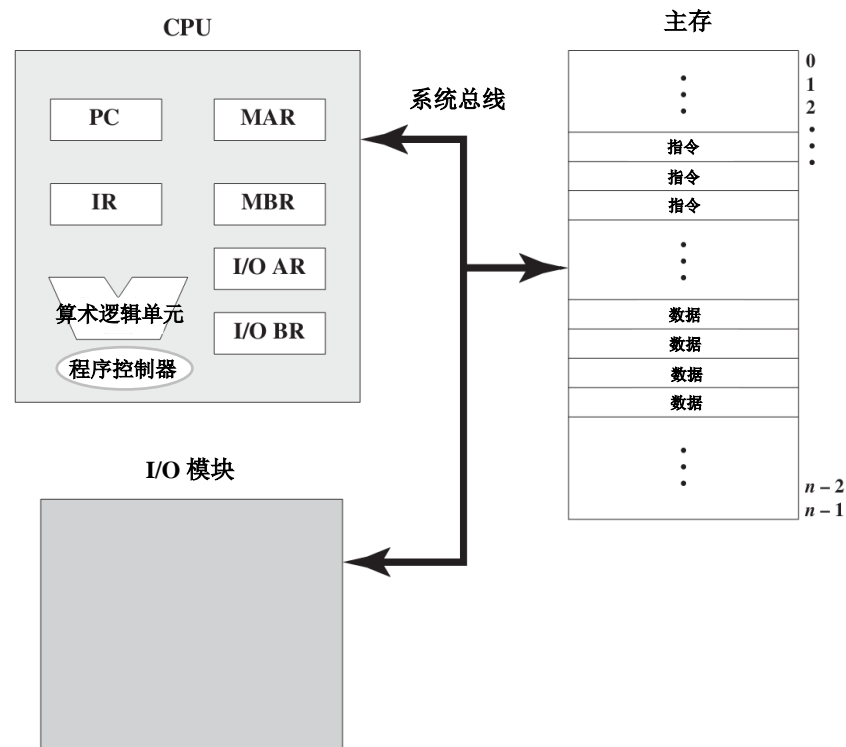 CPU
PC
MAR
IR
MBR
I/O AR
算术逻辑单元
I/O BR
程序控制器
系统总线
主存
0
1
2
指令
指令
指令
数据
数据
数据
数据
n – 2
n – 1
I/O 模块